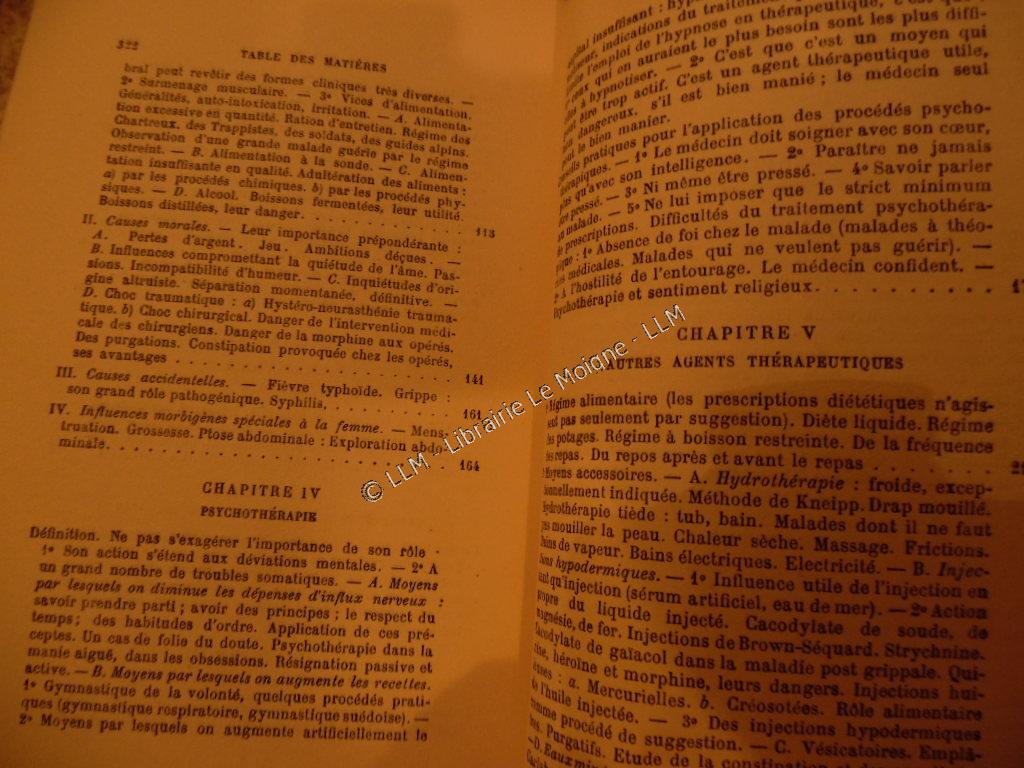 322
TABLE DES MATIÈRES
bral peut revêtir des formes cliniques très diverses. —
2° Surmenage musculaire. — 3° Vices d'alimentation.
Généralités, auto-intoxication, irritation. — A. Alimenta-
tion excessive en quantité. Ration d'entretien. Régime des
Chartreux, des Trappistes, des soldats, des guides alpins.
Observation d'une grande malade guérie par le régime
restreint. — B. Alimentation à la sonde. — C. Alimen-
tation insuffisante en qualité. Adultération des aliments :
a) par les procédés chimiques. b) par les procédés phy-
siques. — D. Alcool. Boissons fermentées, leur utilité.
Boissons distillées, leur danger. . . . . . . . . . . 113
II. Causes morales. — Leur importance prépondérante :
A. Pertes d'argent. Jeu. Ambitions déçues. —
B. Influences compromettant la quiétude de l'âme. Pas-
sions. Incompatibilité d'humeur. — C. Inquiétudes d'ori-
gine altruiste. Séparation momentanée, définitive. —
D. Choc traumatique : a) Hystéro-neurasthénie trauma-
tique. b) Choc chirurgical. Danger de l'intervention médi-
cale des chirurgiens. Danger de la morphine aux opérés.
Des purgations. Constipation provoquée chez les opérés,
ses avantages . . . . . . . . . . . . . . . . 141
III. Causes accidentelles. — Fièvre typhoïde. Grippe :
son grand rôle pathogénique. Syphilis, . . . . . . . . 161
IV. Influences morbigènes spéciales à la femme. — Mens-
truation. Grossesse. Ptose abdominale : Exploration abdo-
minale. . . . . . . . . . . . . . . . . . . . 164
CHAPITRE IV
PSYCHOTHÉRAPIE
Définition. Ne pas s'exagérer l'importance de son rôle :
1° Son action s'étend aux déviations mentales. — 2° A
un grand nombre de troubles somatiques. — A. Moyens
par lesquels on diminue les dépenses d'influx nerveux :
savoir prendre parti ; avoir des principes ; le respect du
temps ; des habitudes d'ordre. Application de ces pré-
ceptes. Un cas de folie du doute. Psychothérapie dans la
manie aiguë, dans les obsessions. Résignation passive et
active. — B. Moyens par lesquels on augmente les recettes.
1° Gymnastique de la volonté, quelques procédés prati-
ques (gymnastique respiratoire, gymnastique suédoise). —
2° Moyens par lesquels on augmente artificiellement le
insuffisant :
indications du traitement
l'emploi de l'hypnose en thérapeutique, c'est que
ceux qui en auraient le plus besoin sont les plus diffi-
à hypnotiser. — 2° C'est que c'est un moyen qui
être trop actif. C'est un agent thérapeutique utile,
dangereux, s'il est bien manié ; le médecin seul
le bien manier.
pratiques pour l'application des procédés psycho-
— 1° Le médecin doit soigner avec son cœur,
qu'avec son intelligence. — 2° Paraître ne jamais
pressé. — 3° Ni même être pressé. — 4° Savoir parler
malade. — 5° Ne lui imposer que le strict minimum
prescriptions. Difficultés du traitement psychothéra-
: 1° Absence de foi chez le malade (malades à théo-
médicales. Malades qui ne veulent pas guérir). —
2° A l'hostilité de l'entourage. Le médecin confident. —
Psychothérapie et sentiment religieux. . . . . . . . . . .
CHAPITRE V
AUTRES AGENTS THÉRAPEUTIQUES
Régime alimentaire (les prescriptions diététiques n'agis-
pas seulement par suggestion). Diète liquide. Régime
des potages. Régime à boisson restreinte. De la fréquence
des repas. Du repos après et avant le repas . . . . . . .
Moyens accessoires. — A. Hydrothérapie : froide, excep-
tionnellement indiquée. Méthode de Kneipp. Drap mouillé.
Hydrothérapie tiède : tub, bain. Malades dont il ne faut
pas mouiller la peau. Chaleur sèche. Massage. Frictions.
Bains de vapeur. Bains électriques. Electricité. — B. Injec-
tions hypodermiques. — 1° Influence utile de l'injection en
tant qu'injection (sérum artificiel, eau de mer). — 2° Action
propre du liquide injecté. Cacodylate de soude, de
magnésie, de fer. Injections de Brown-Séquard. Strychnine.
Cacodylate de gaïacol dans la maladie post grippale. Qui-
héroïne et morphine, leurs dangers. Injections hui-
: a. Mercurielles. b. Créosotées. Rôle alimentaire
de l'huile injectée. — 3° Des injections hypodermiques
comme procédé de suggestion. — C. Vésicatoires. Emplâ-
Purgatifs. Etude de la constipation et
© LLM - Librairie Le Moigne - LLM